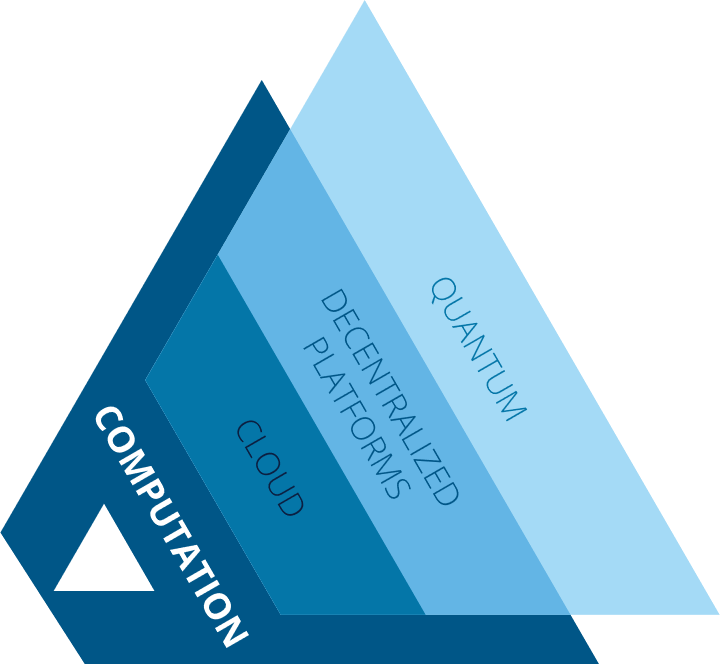 COMPUTATION
CLOUD
DECENTRALIZED
PLATFORMS
QUANTUM